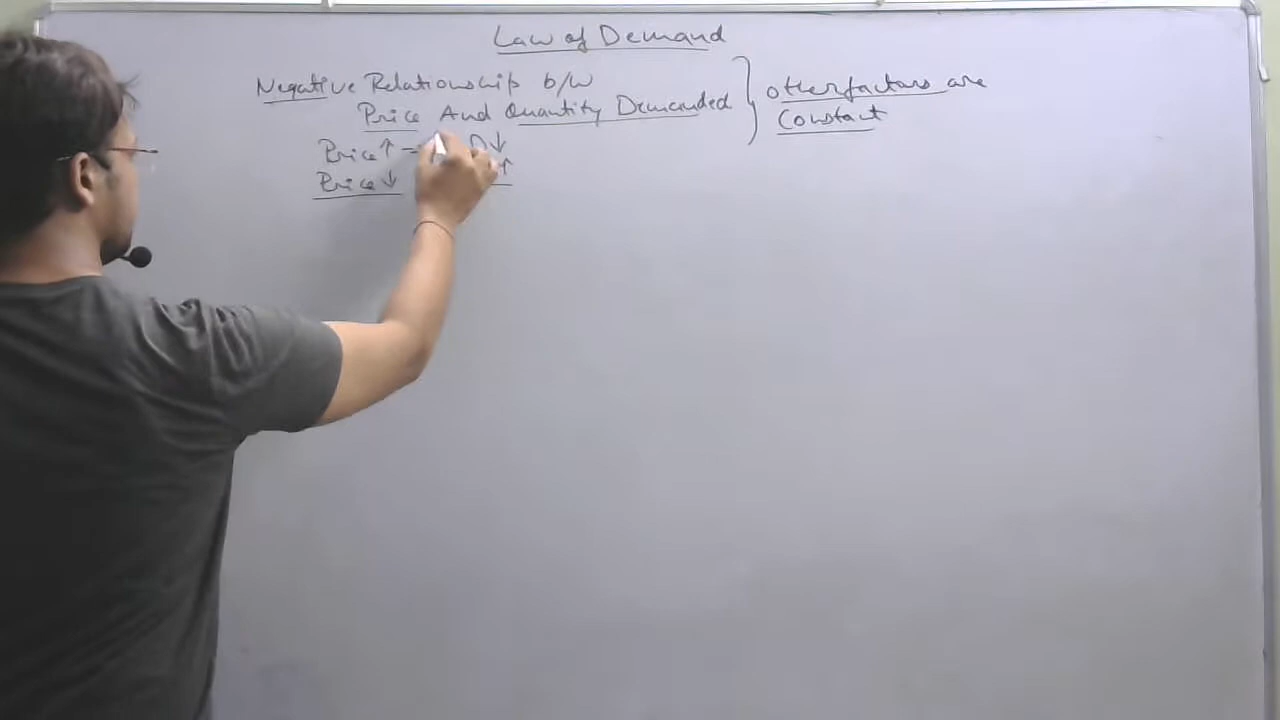 Law of Demand
Negative Relationship b/w
Price And Quantity Demanded } other factors are
Constant
Price ↑ - D ↓
Price ↓ ↑